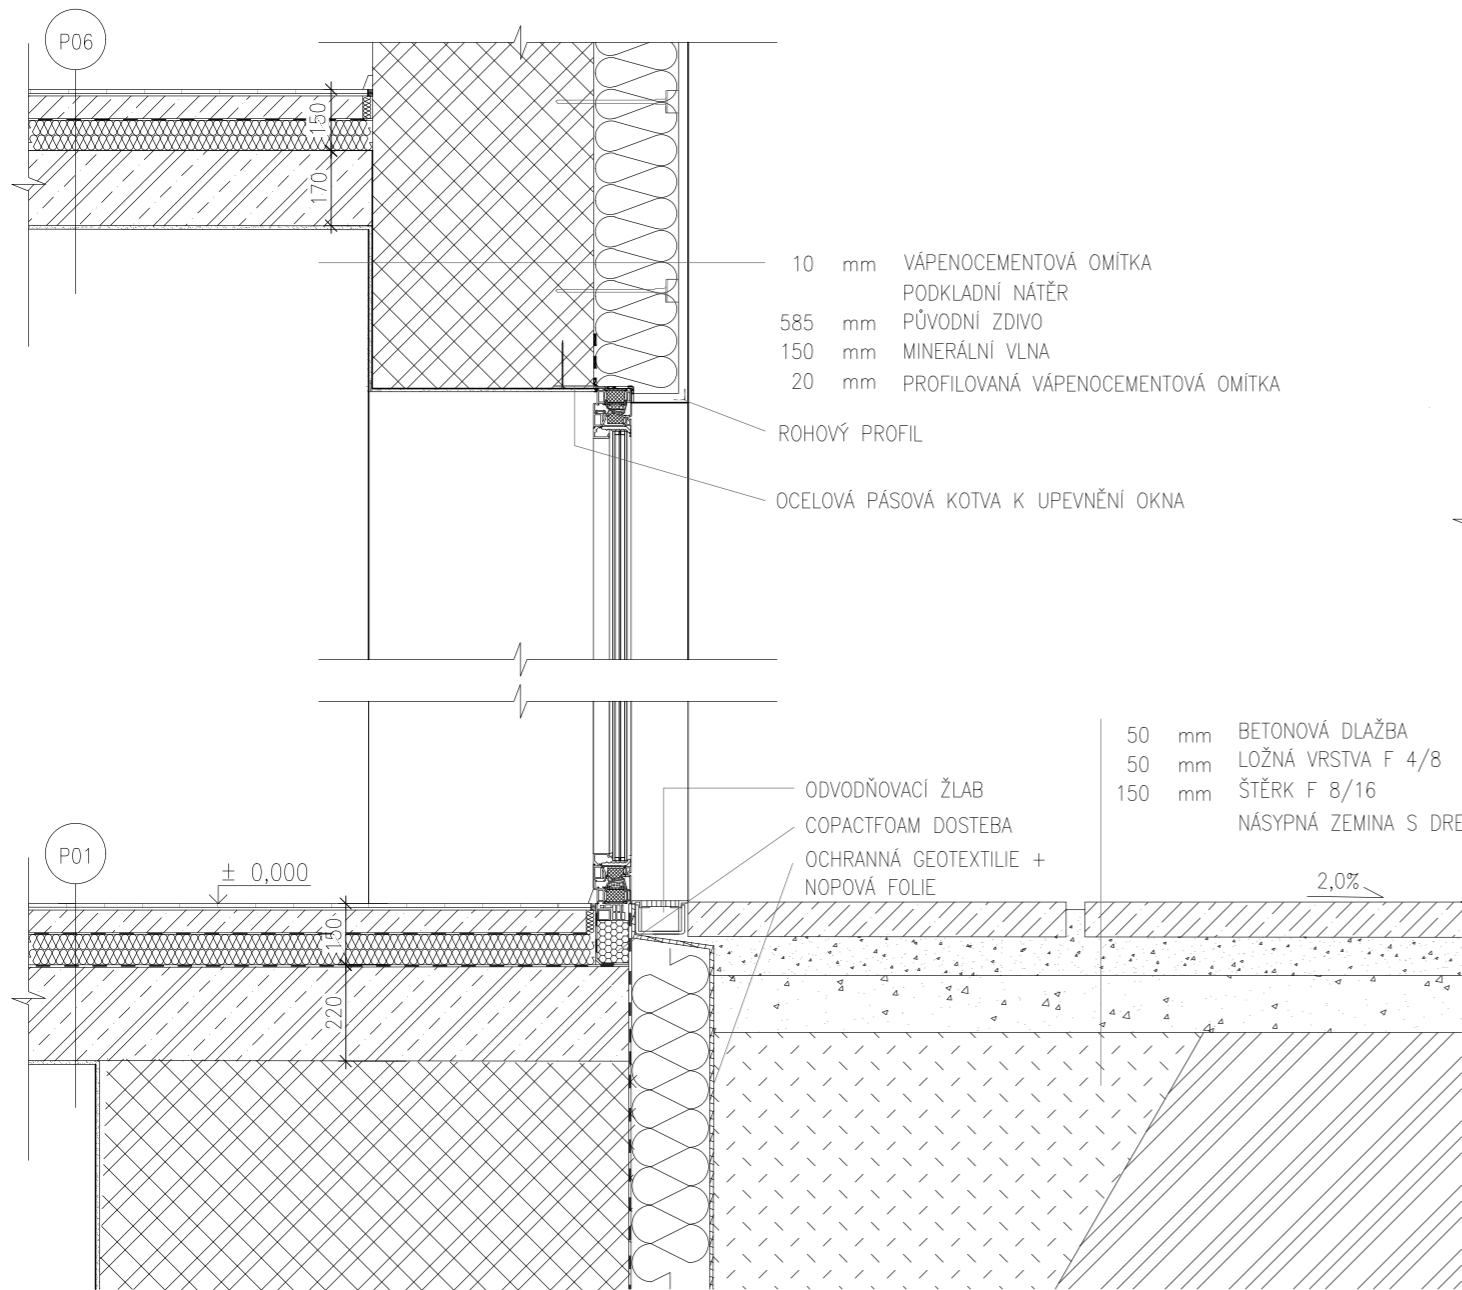 P06
150
170
10 mm VÁPENOCEMENTOVÁ OMÍTKA
PODKLADNÍ NÁTĚR
585 mm PŮVODNÍ ZDIVO
150 mm MINERÁLNÍ VLNA
20 mm PROFILOVANÁ VÁPENOCEMENTOVÁ OMÍTKA
ROHOVÝ PROFIL
OCELOVÁ PÁSOVÁ KOTVA K UPEVNĚNÍ OKNA
50 mm BETONOVÁ DLAŽBA
50 mm LOŽNÁ VRSTVA F 4/8
150 mm ŠTĚRK F 8/16
NÁSYPNÁ ZEMINA S DRE
ODVODŇOVACÍ ŽLAB
COPACTFOAM DOSTEBA
OCHRANNÁ GEOTEXTILIE +
NOPOVÁ FOLIE
P01
± 0,000
2,0%
150
220